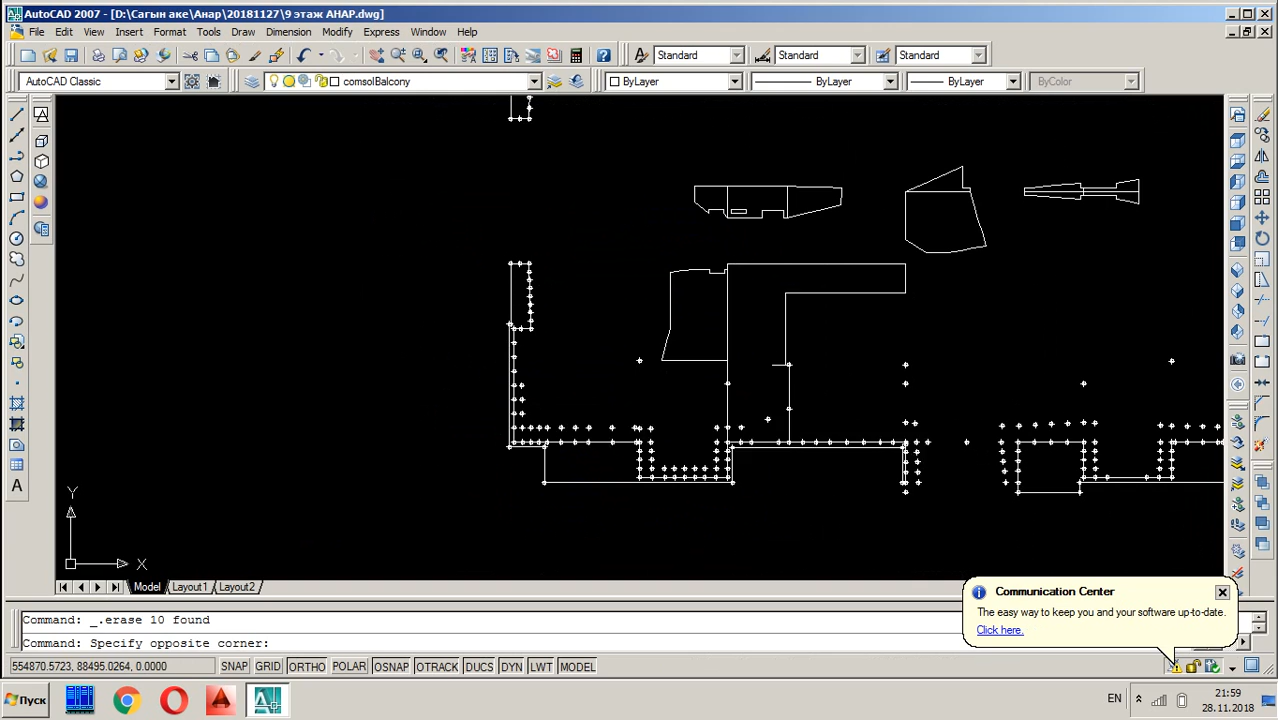 AutoCAD 2007 - [D:\Сагын аке\Анар\20181127\9 этаж АНАР.dwg]
File Edit View Insert Format Tools Draw Dimension Modify Express Window Help
Standard Standard Standard
AutoCAD Classic comsolBalcony ByLayer ByLayer ByLayer ByColor
Y
X
Model Layout1 Layout2
Command: _.erase 10 found
Command: Specify opposite corner:
Communication Center
The easy way to keep you and your software up-to-date.
Click here.
554870.5723, 88495.0264, 0.0000 SNAP GRID ORTHO POLAR OSNAP OTRACK DUCS DYN LWT MODEL
Пуск EN 21:59
28.11.2018